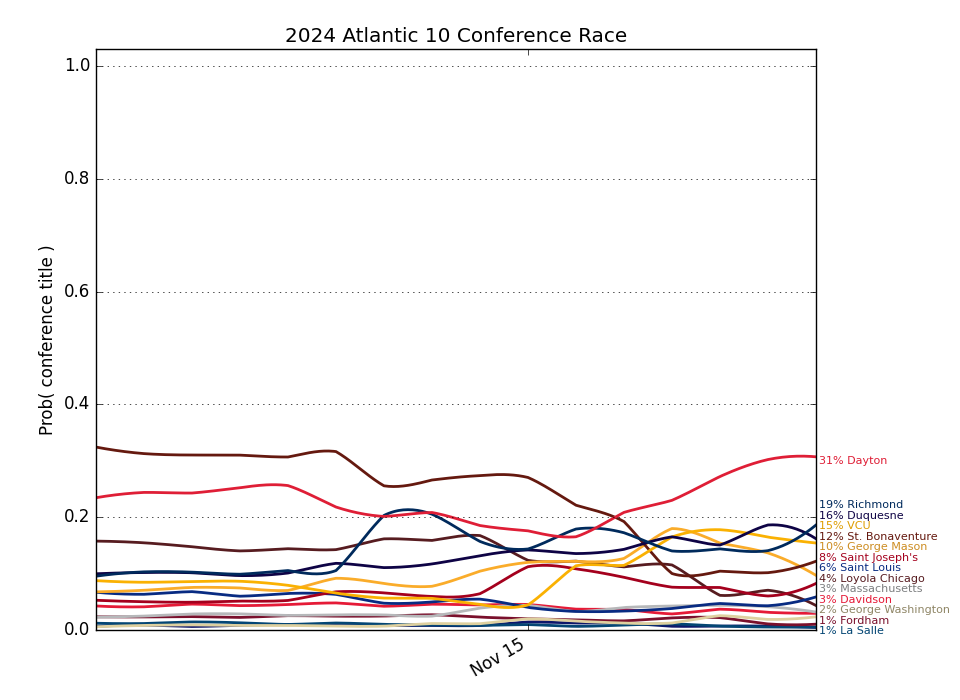 2024 Atlantic 10 Conference Race
1.0
0.8
0.6
0.4
0.2
0.0
Prob( conference title )
Nov 15
31% Dayton
19% Richmond
16% Duquesne
15% VCU
12% St. Bonaventure
10% George Mason
8% Saint Joseph's
6% Saint Louis
4% Loyola Chicago
3% Massachusetts
3% Davidson
2% George Washington
1% Fordham
1% La Salle